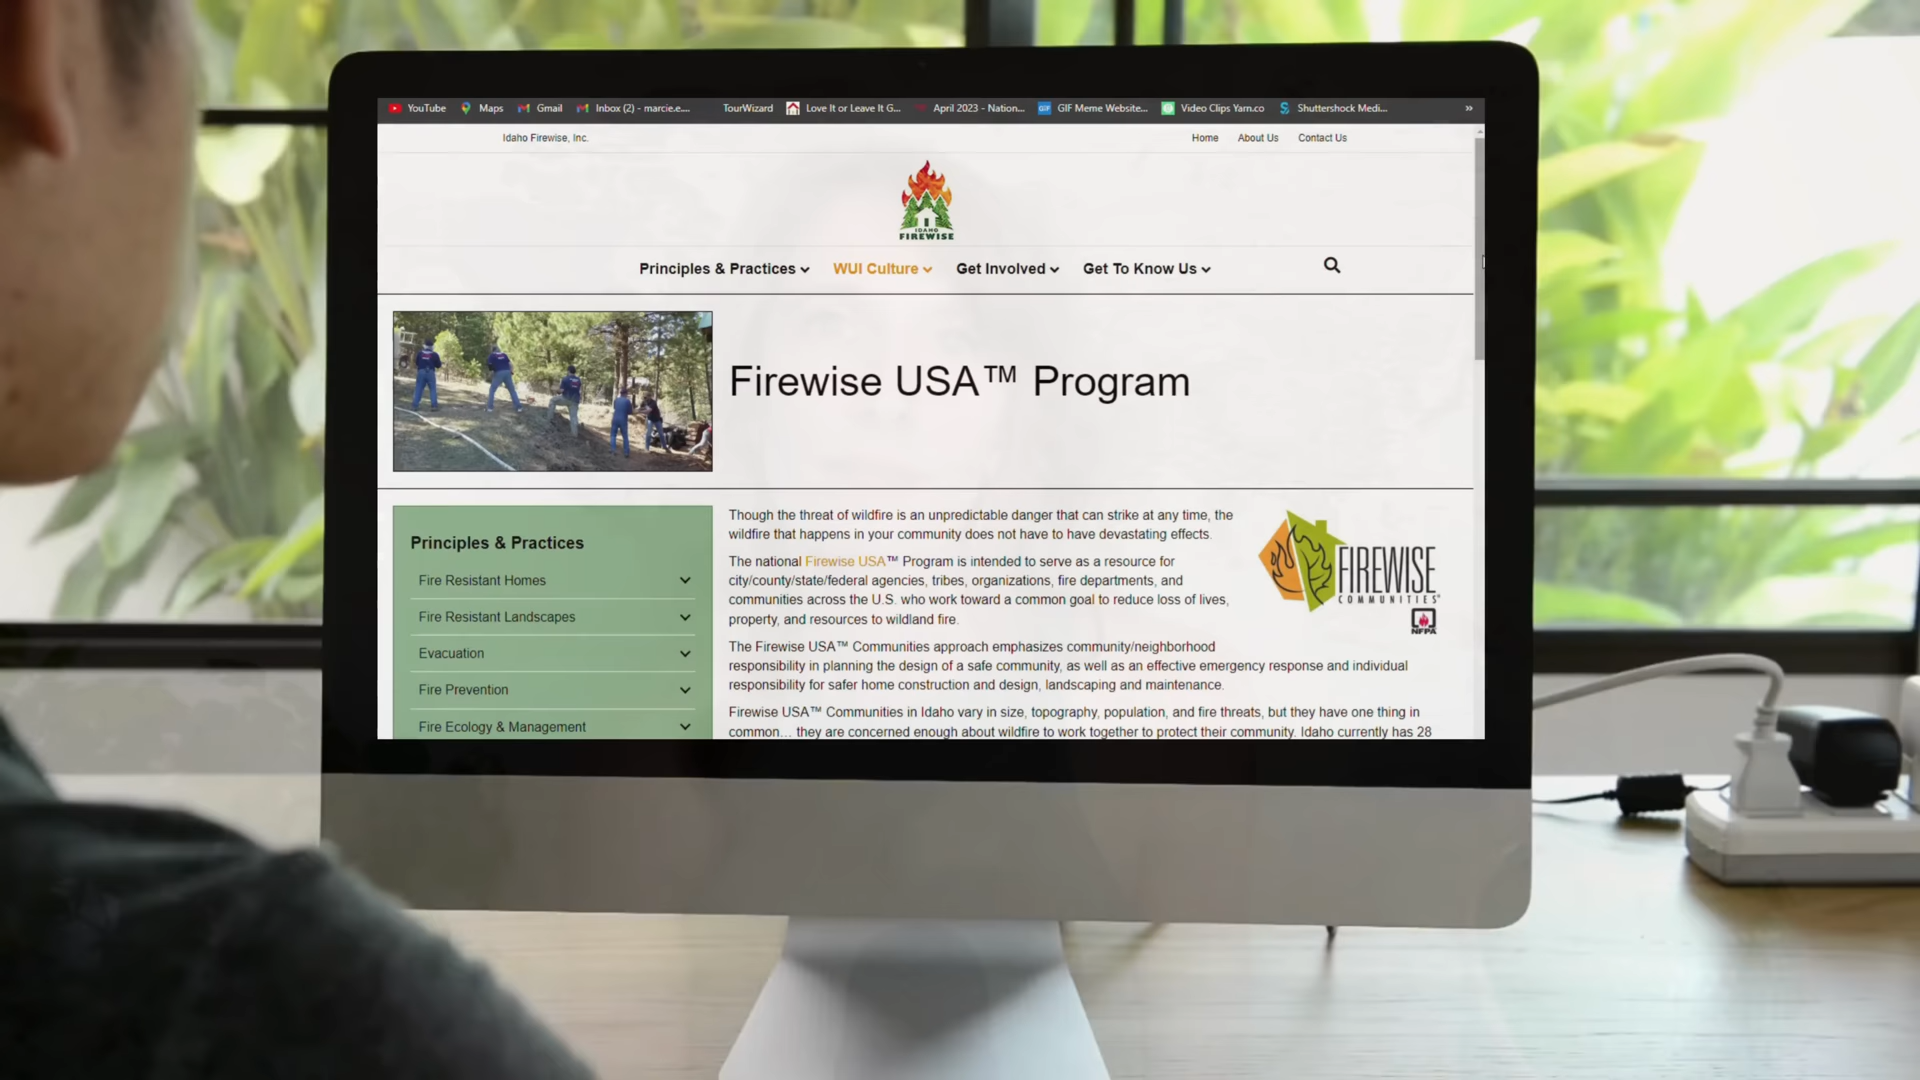 YouTube Maps Gmail Inbox (2) - marcie.e.... TourWizard Love It or Leave It G... April 2023 - Nation... GIF Meme Website... Video Clips Yarn.co Shuttershock Medi... »
Idaho Firewise, Inc. Home About Us Contact Us
IDAHO
FIREWISE
Principles & Practices WUI Culture Get Involved Get To Know Us
Firewise USA™ Program
Principles & Practices
Fire Resistant Homes
Fire Resistant Landscapes
Evacuation
Fire Prevention
Fire Ecology & Management
Though the threat of wildfire is an unpredictable danger that can strike at any time, the
wildfire that happens in your community does not have to have devastating effects.
The national Firewise USA™ Program is intended to serve as a resource for
city/county/state/federal agencies, tribes, organizations, fire departments, and
communities across the U.S. who work toward a common goal to reduce loss of lives,
property, and resources to wildland fire.
The Firewise USA™ Communities approach emphasizes community/neighborhood
responsibility in planning the design of a safe community, as well as an effective emergency response and individual
responsibility for safer home construction and design, landscaping and maintenance.
Firewise USA™ Communities in Idaho vary in size, topography, population, and fire threats, but they have one thing in
common... they are concerned enough about wildfire to work together to protect their community. Idaho currently has 28
FIREWISE
COMMUNITIES®
NFPA